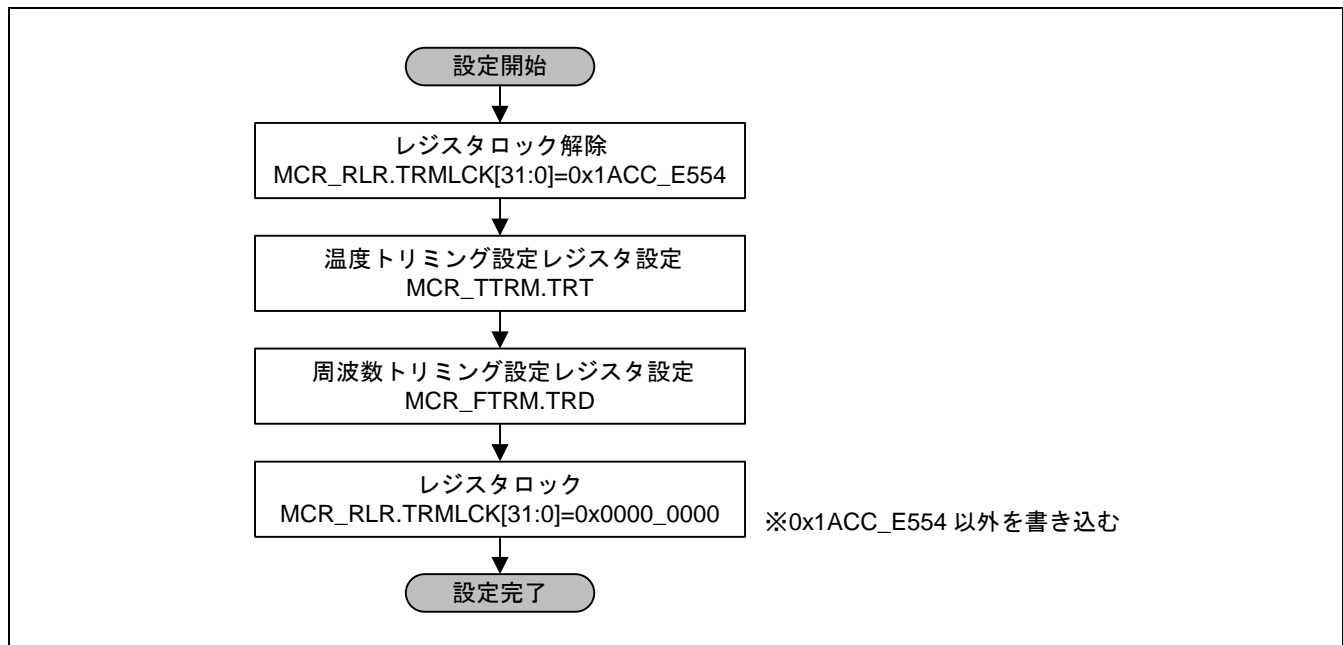 設定開始
レジスタロック解除
MCR_RLR.TRMLCK[31:0]=0x1ACC_E554
温度トリミング設定レジスタ設定
MCR_TTRM.TRT
周波数トリミング設定レジスタ設定
MCR_FTRM.TRD
レジスタロック
MCR_RLR.TRMLCK[31:0]=0x0000_0000
※0x1ACC_E554 以外を書き込む
設定完了